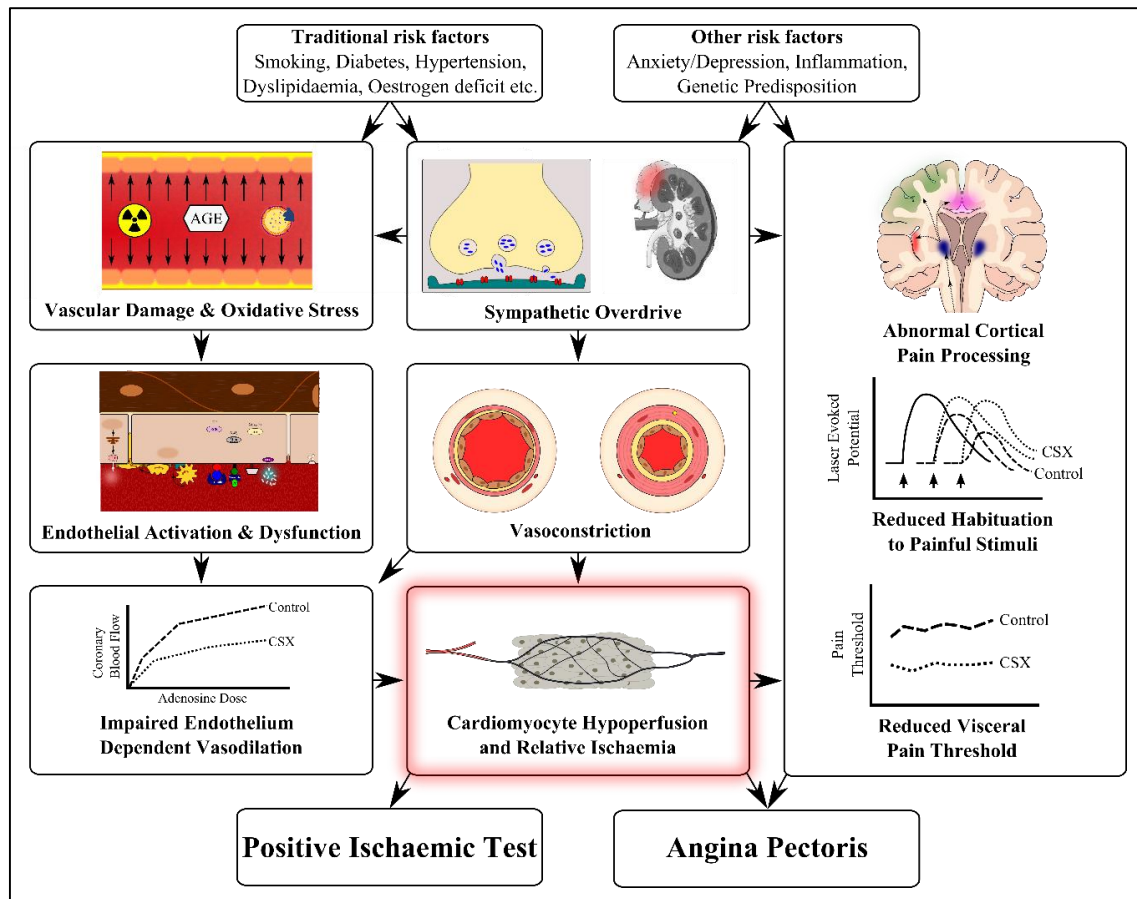 Traditional risk factors
Smoking, Diabetes, Hypertension,
Dyslipidaemia, Oestrogen deficit etc.
Other risk factors
Anxiety/Depression, Inflammation,
Genetic Predisposition
AGE
Vascular Damage & Oxidative Stress
Sympathetic Overdrive
Abnormal Cortical
Pain Processing
Endothelial Activation & Dysfunction
Vasoconstriction
Laser Evoked
Potential
CSX
Control
Reduced Habituation
to Painful Stimuli
Coronary
Blood Flow
Control
CSX
Adenosine Dose
Impaired Endothelium
Dependent Vasodilation
Cardiomyocyte Hypoperfusion
and Relative Ischaemia
Pain
Threshold
Control
CSX
Reduced Visceral
Pain Threshold
Positive Ischaemic Test
Angina Pectoris